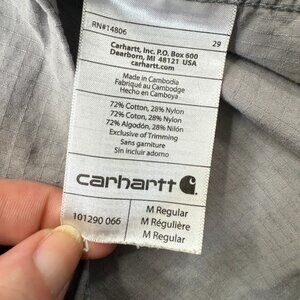 RN#14806
Carhartt, Inc. P.O. Box 600 29
Dearborn, MI 48121 USA
carhartt.com
Made in Cambodia
Fabriqué au Cambodge
Hecho en Camboya
72% Cotton, 28% Nylon
72% Coton, 28% Nylon
72% Algodón, 28% Nilón
Exclusive of Trimming
Sans garniture
Sin incluir adornado
carhartt
101290 066
M Regular
M Régulière
M Regular